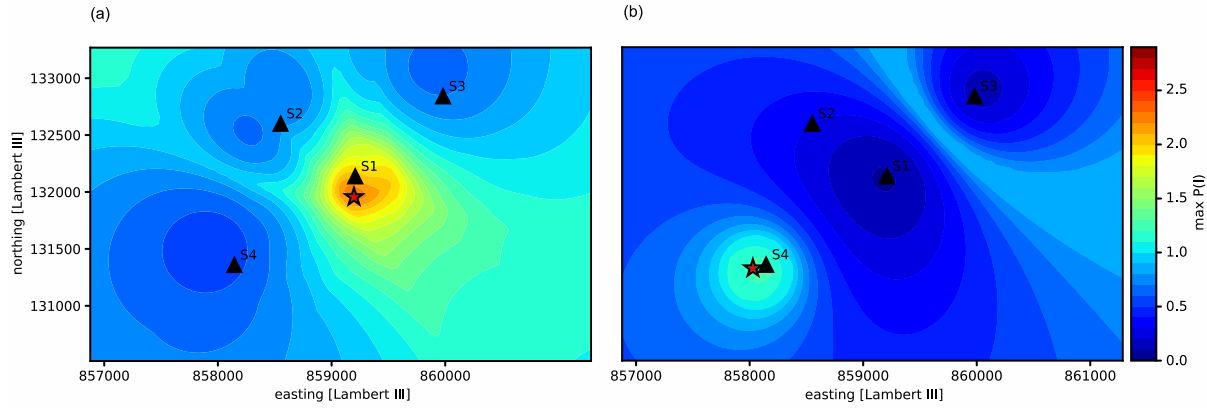 (a)
(b)
133000
132500
132000
131500
131000
northing [Lambert III]
S1
S2
S3
S4
857000
858000
859000
860000
easting [Lambert III]
S1
S2
S3
S4
857000
858000
859000
860000
861000
easting [Lambert III]
2.5
2.0
1.5
1.0
0.5
0.0
max P(l)